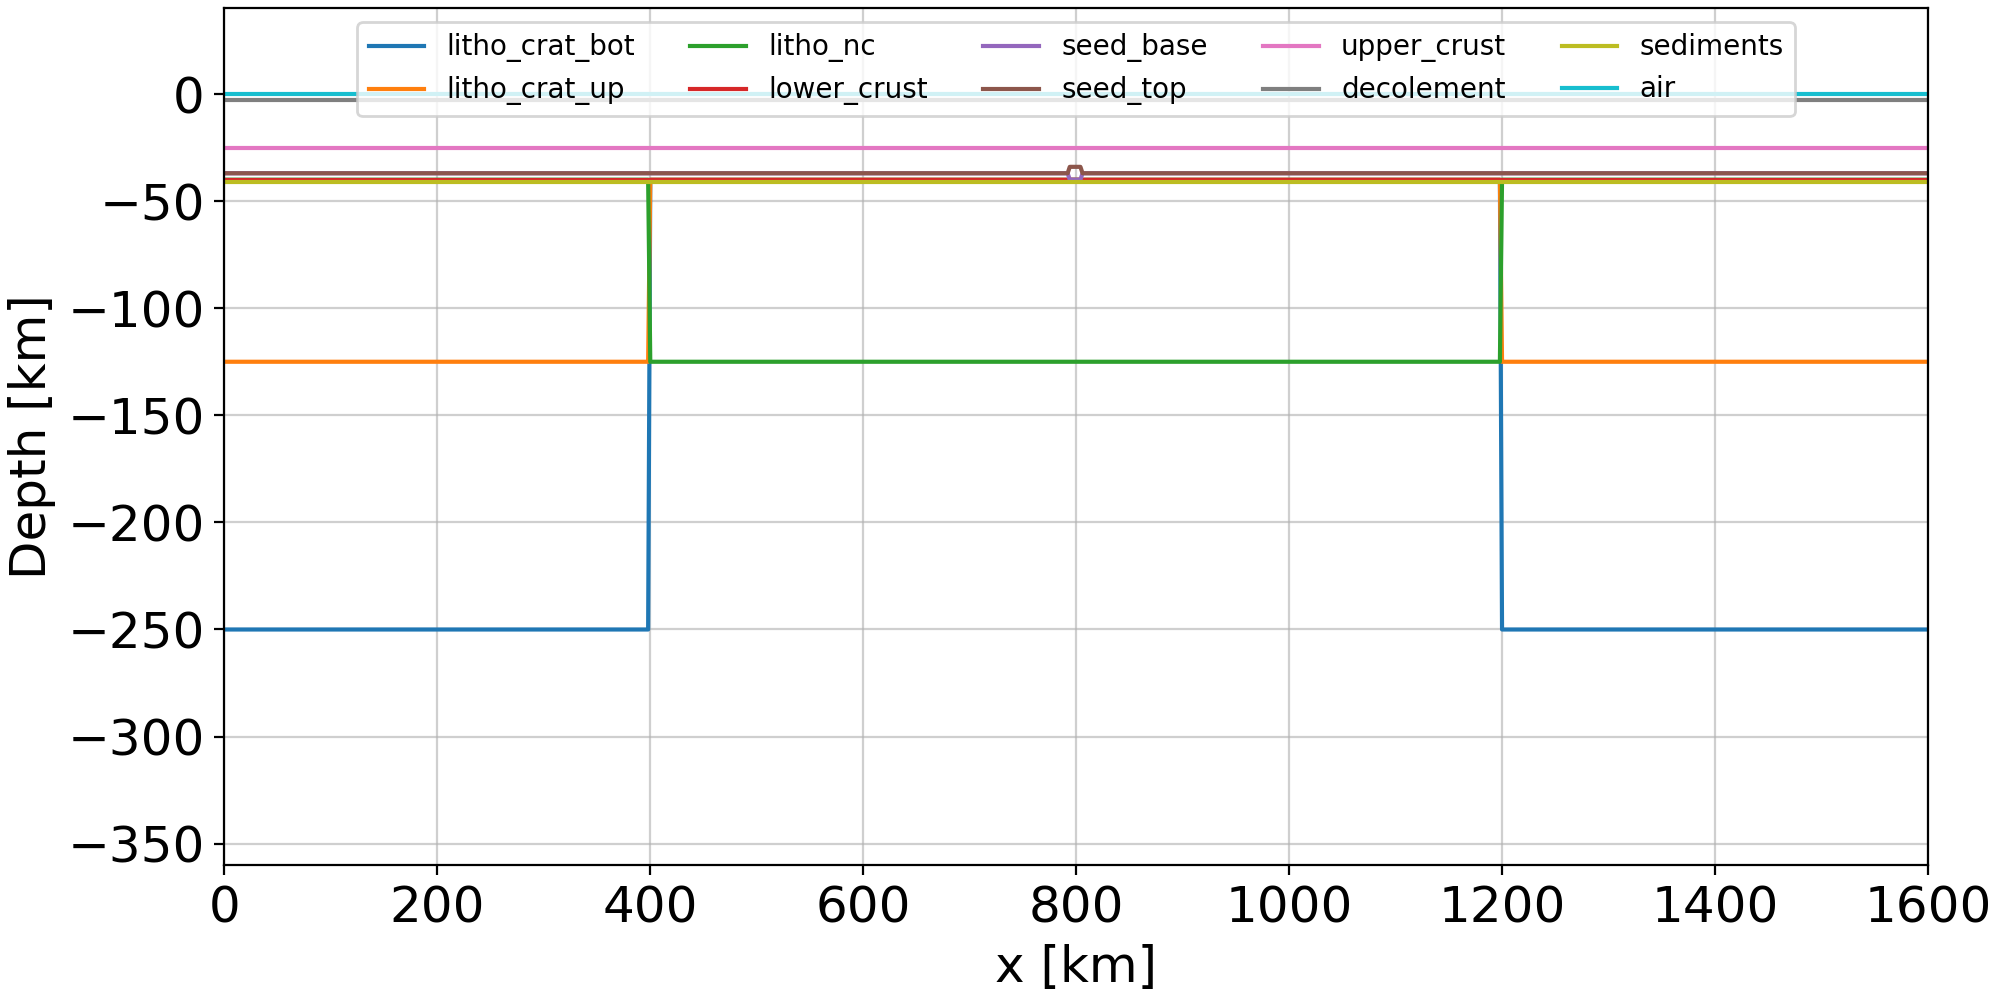 litho_crat_bot litho_nc seed_base upper_crust sediments
litho_crat_up lower_crust seed_top decolement air
0
−50
−100
−150
−200
−250
−300
−350
Depth [km]
0 200 400 600 800 1000 1200 1400 1600
x [km]